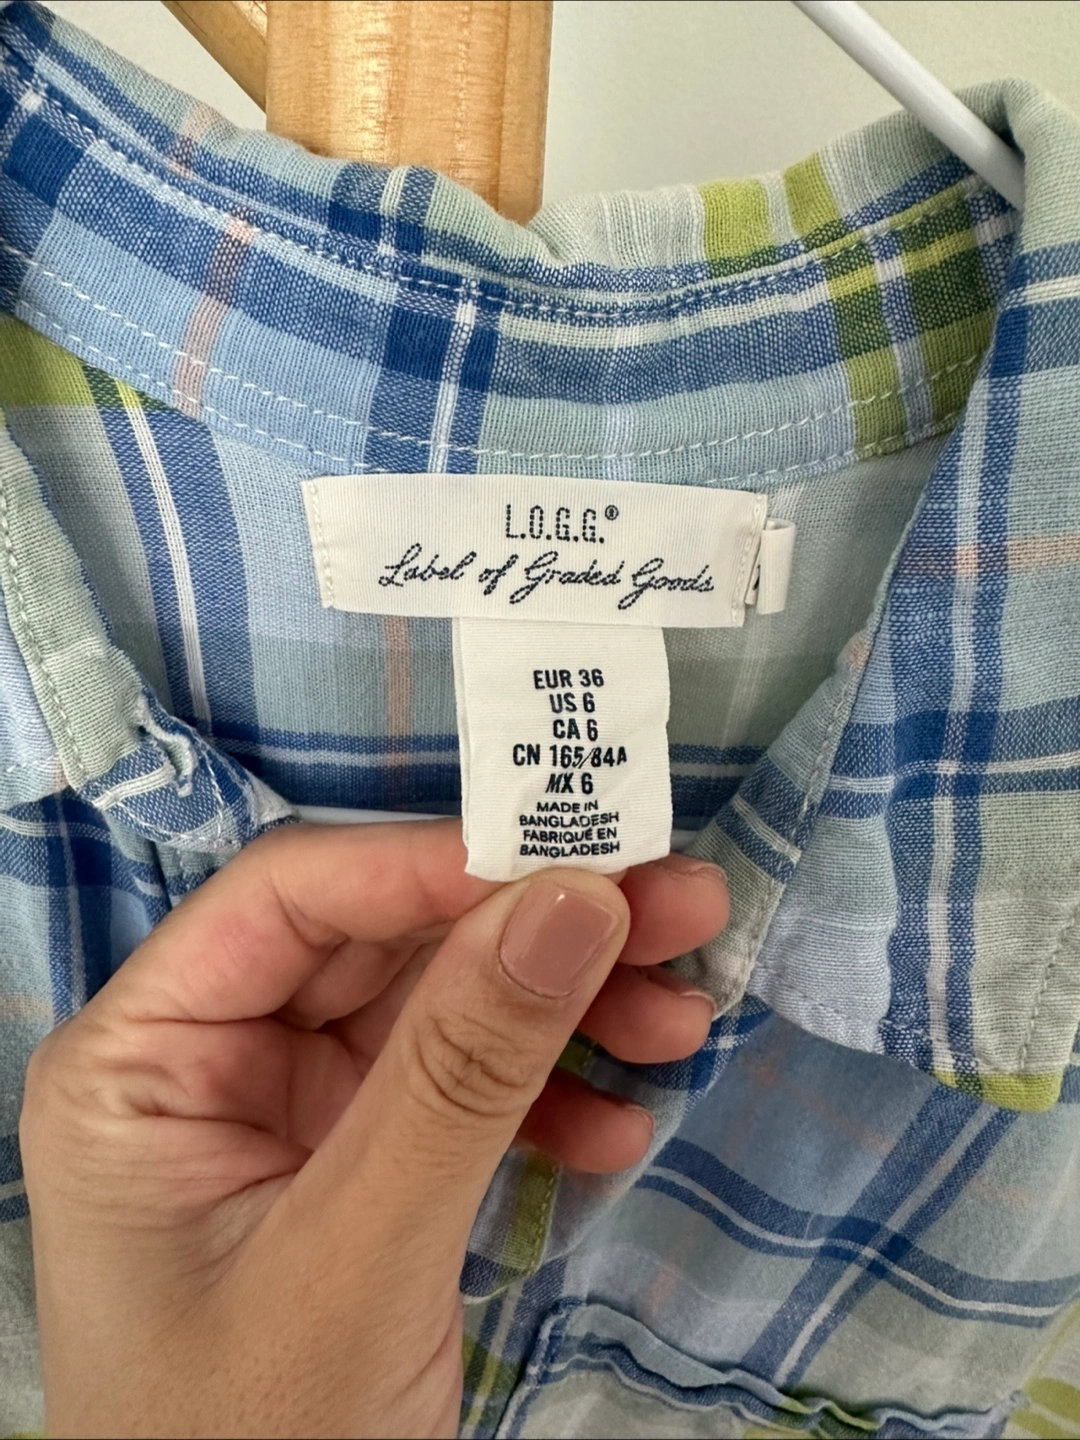 L.O.G.G.®
Label of Graded Goods
EUR 36
US 6
CA 6
CN 165/84A
MX 6
MADE IN
BANGLADESH
FABRIQUÉ EN
BANGLADESH